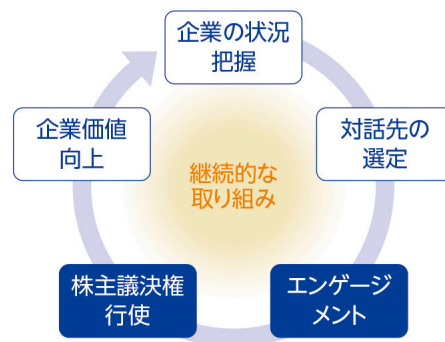 企業の状況
把握
対話先の
選定
エンゲージ
メント
株主議決権
行使
企業価値
向上
継続的な
取り組み